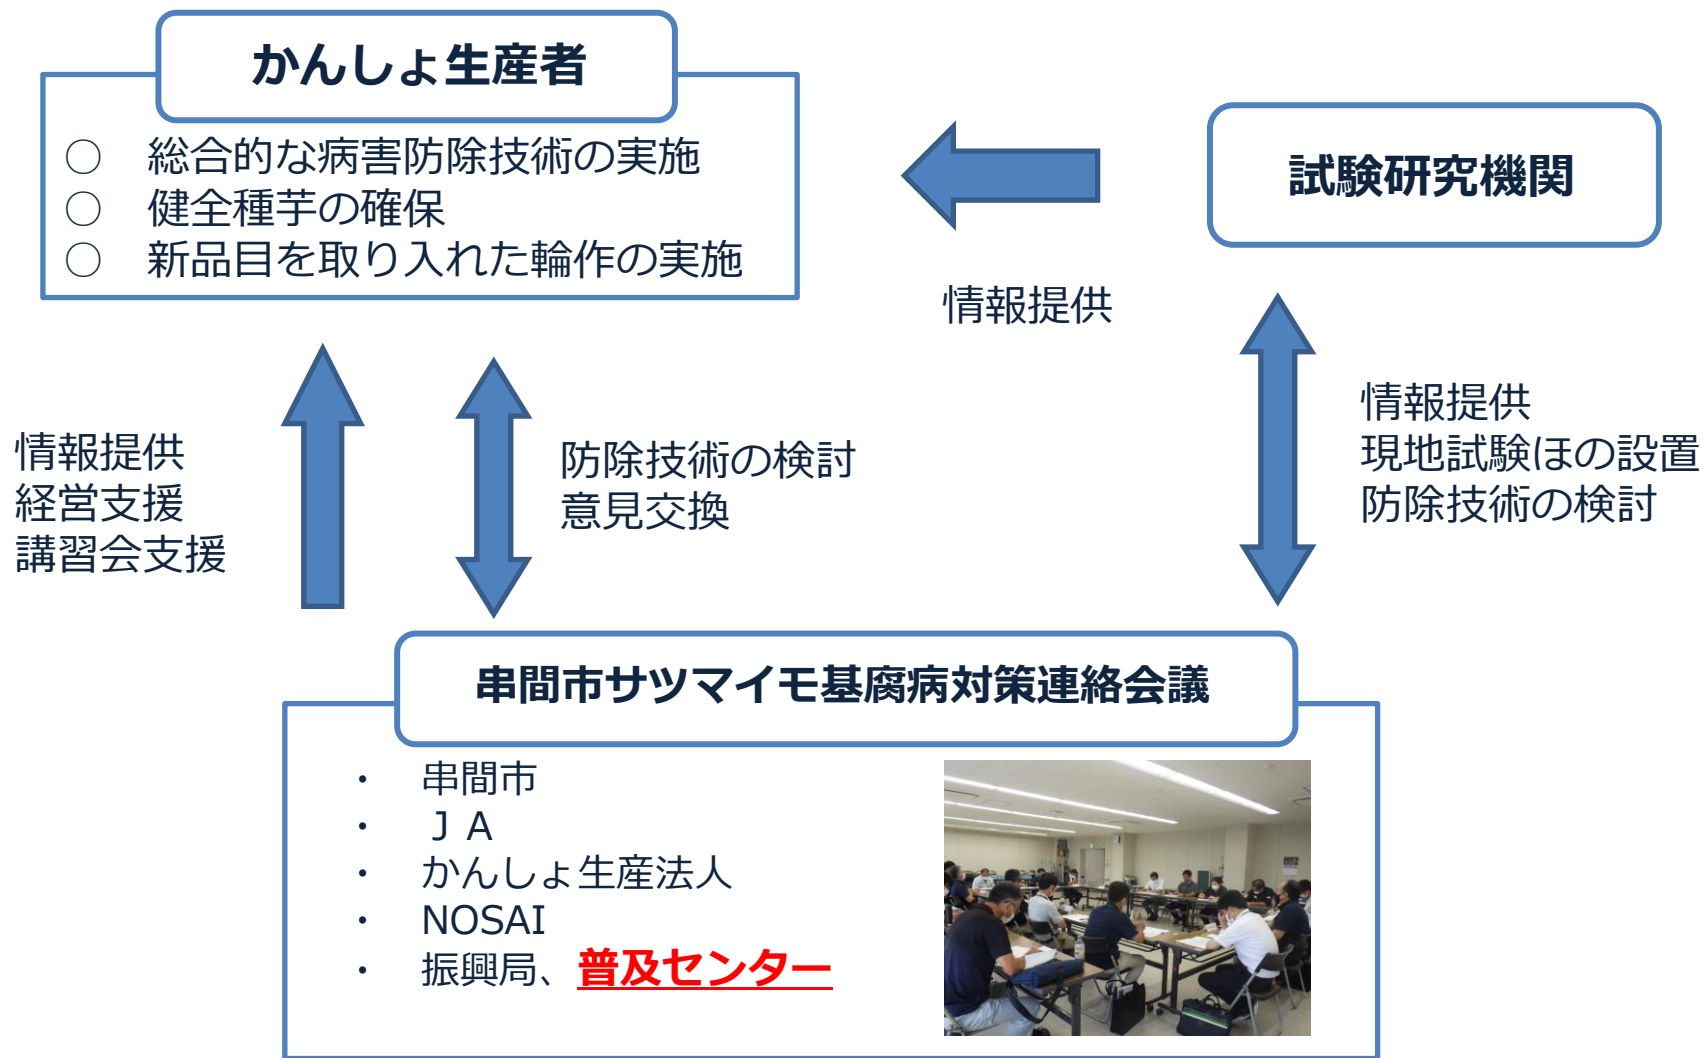 かんしょ生産者
○ 総合的な病害防除技術の実施
○ 健全種芋の確保
○ 新品目を取り入れた輪作の実施
試験研究機関
情報提供
情報提供
経営支援
講習会支援
防除技術の検討
意見交換
情報提供
現地試験ほの設置
防除技術の検討
串間市サツマイモ基腐病対策連絡会議
・ 串間市
・ ＪＡ
・ かんしょ生産法人
・ NOSAI
・ 振興局、普及センター